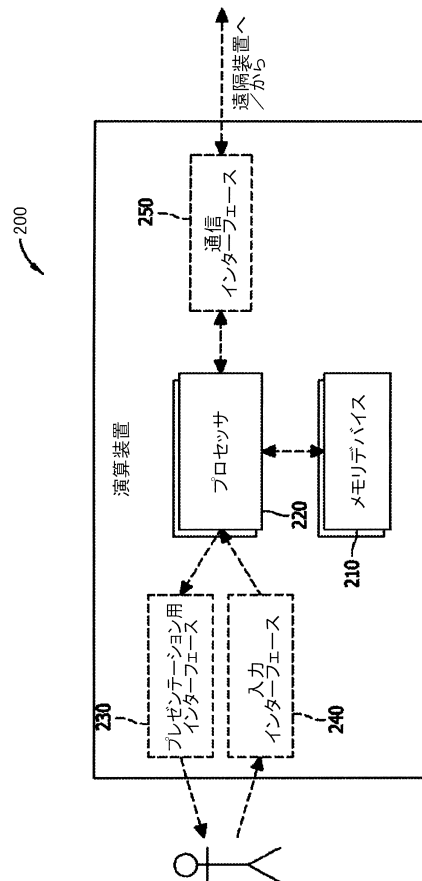 200
演算装置
230
プレゼンテーション用
インターフェース
入力
インターフェース
240
プロセッサ
220
メモリデバイス
210
250
通信
インターフェース
遠隔装置へ
/から